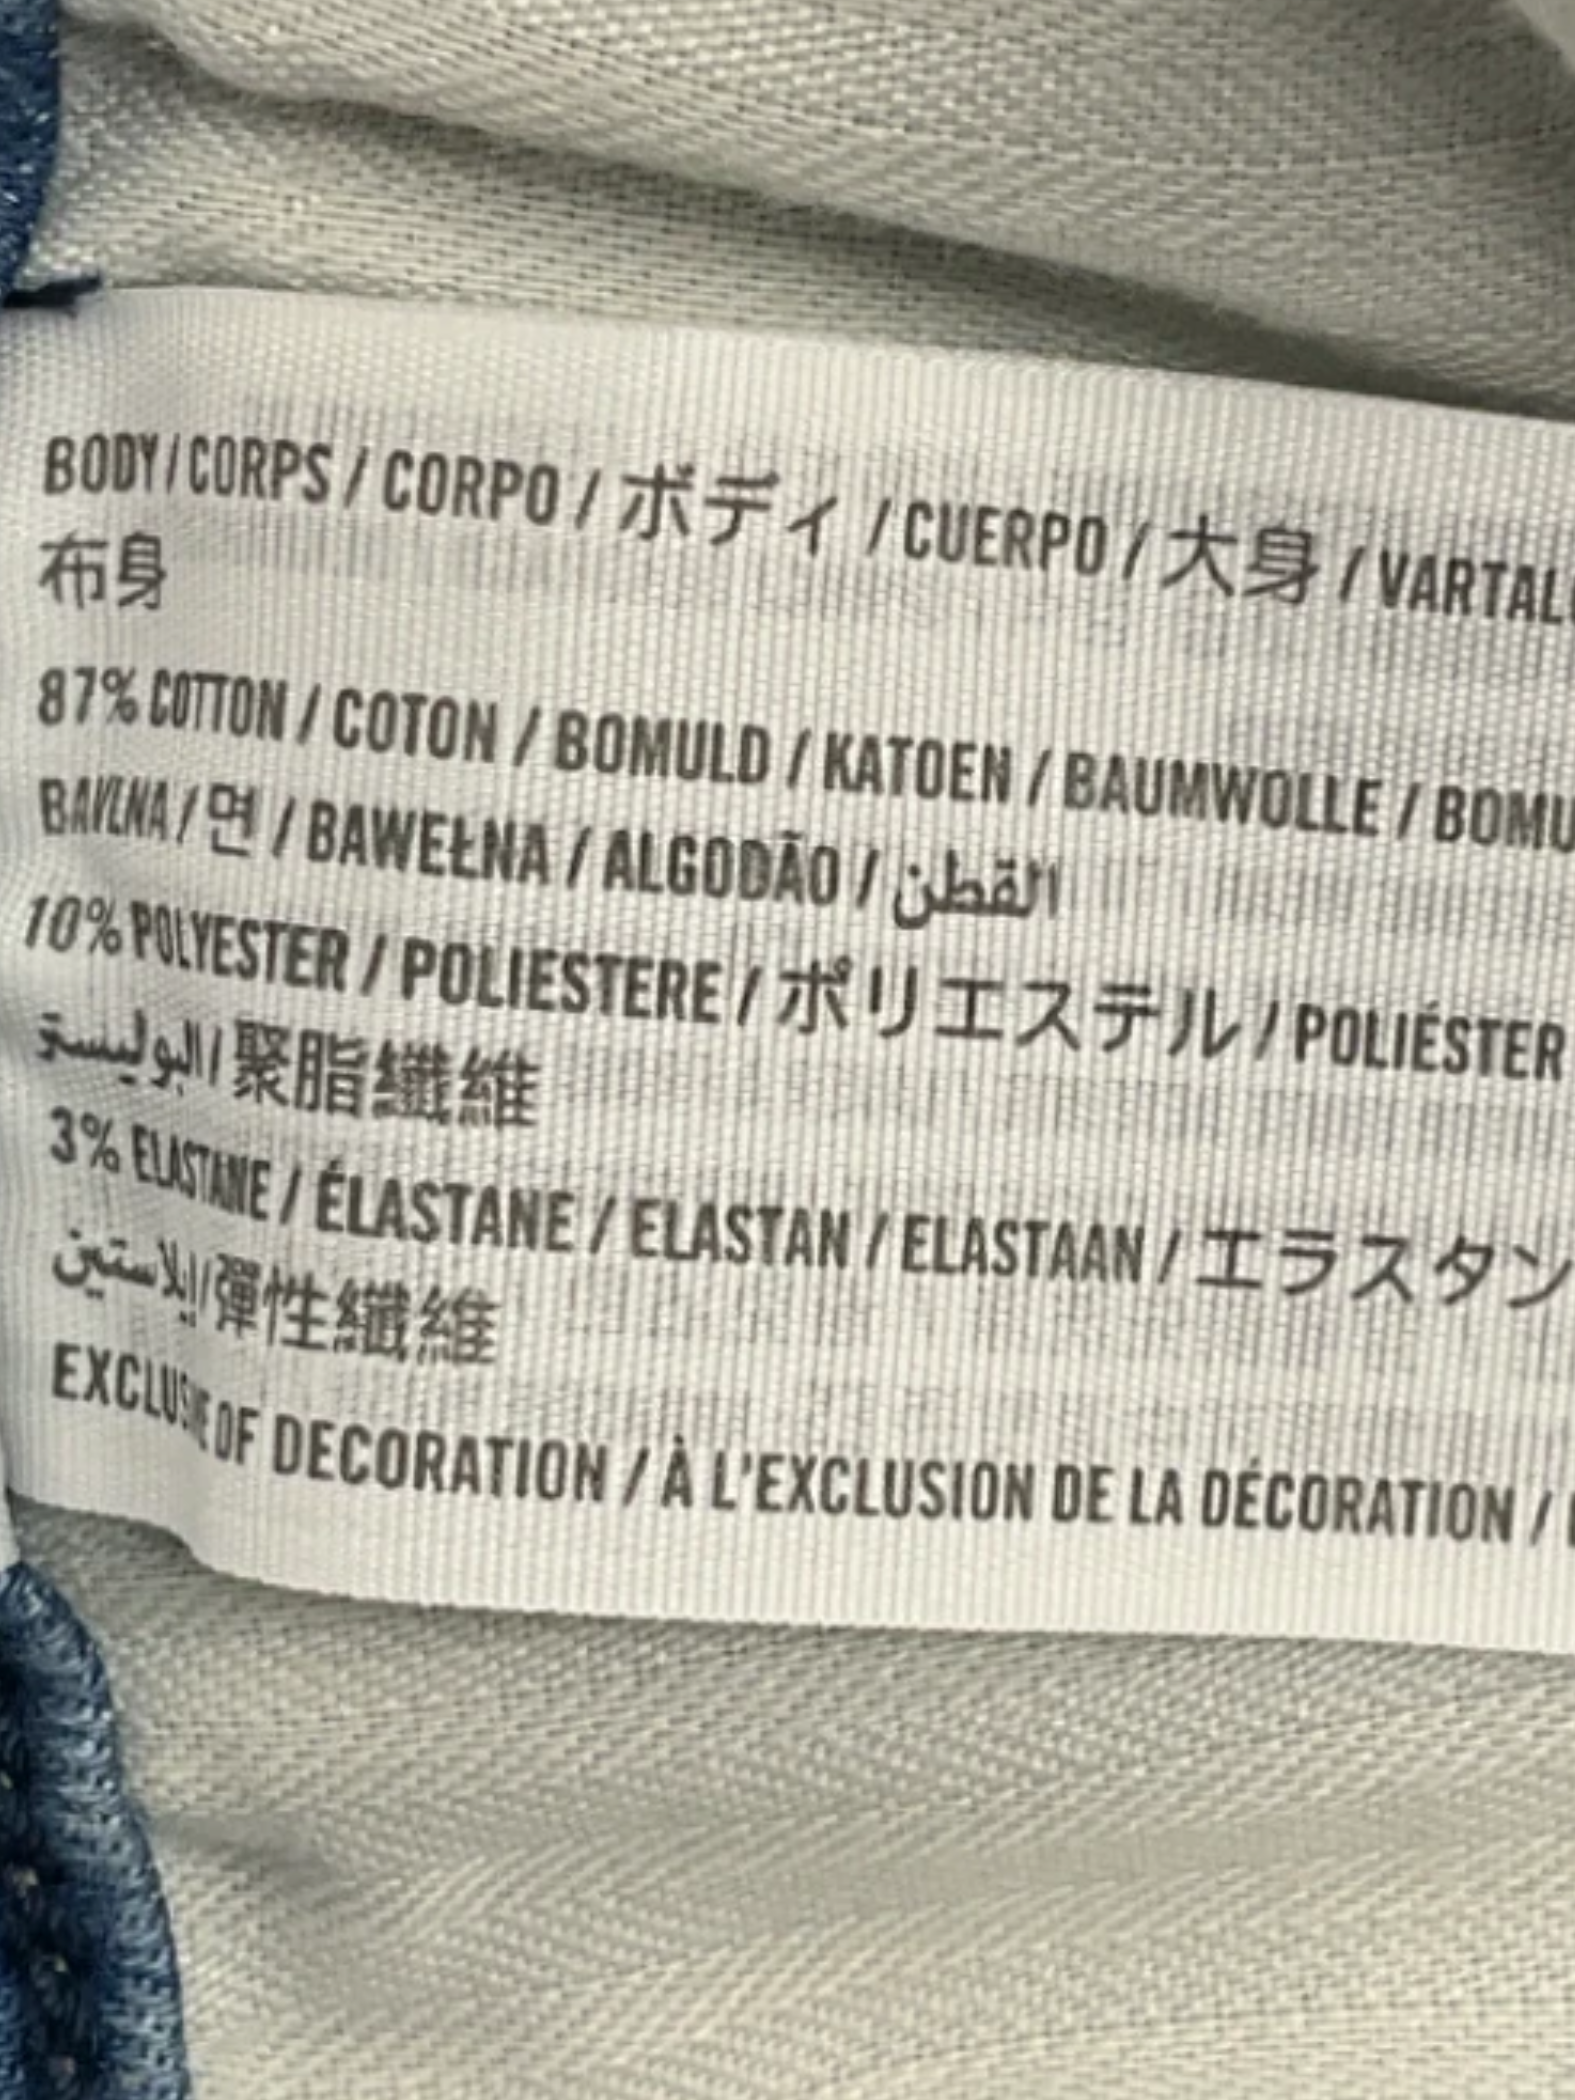 BODY / CORPS / CORPO / ボディ / CUERPO / 大身 /
布身
87% COTTON / COTON / BOMULD / KATOEN / BAUMWOLLE /
BAVLNA / 면 / BAWEŁNA / ALGODÃO / القطن
10% POLYESTER / POLIESTERE / ポリエステル / POLIÉSTER
البوليستر / 聚脂纖維
3% ELASTANE / ÉLASTANE / ELASTAN / ELASTAAN / エラスタン
إيلاستين / 彈性纖維
EXCLUSIVE OF DECORATION / À L'EXCLUSION DE LA DÉCORATION /